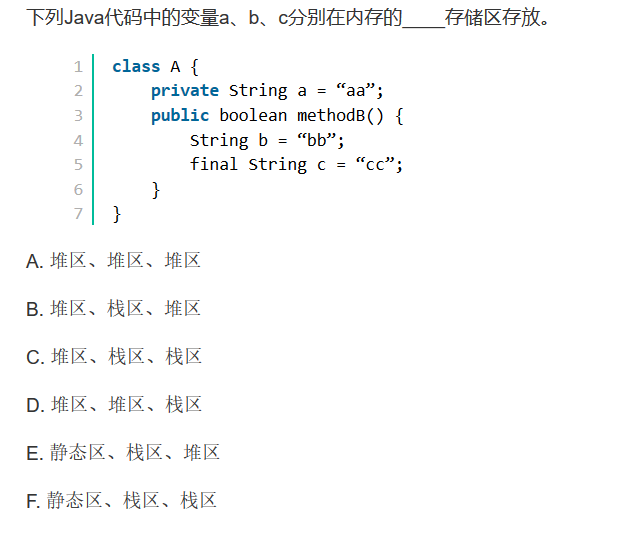 下列Java代码中的变量a、b、c分别在内存的____存储区存放。
1 class A {
2 private String a = “aa”;
3 public boolean methodB() {
4 String b = “bb”;
5 final String c = “cc”;
6 }
7 }
A. 堆区、堆区、堆区
B. 堆区、栈区、堆区
C. 堆区、栈区、栈区
D. 堆区、堆区、栈区
E. 静态区、栈区、堆区
F. 静态区、栈区、栈区